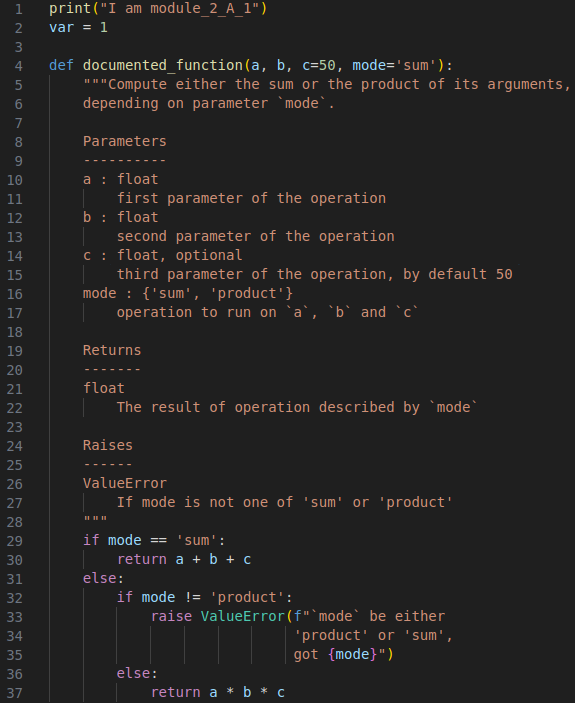 1 print("I am module_2_A_1")
2 var = 1
3
4 def documented_function(a, b, c=50, mode='sum'):
5     """Compute either the sum or the product of its arguments,
6     depending on parameter `mode`.
7
8     Parameters
9     ----------
10     a : float
11         first parameter of the operation
12     b : float
13         second parameter of the operation
14     c : float, optional
15         third parameter of the operation, by default 50
16     mode : {'sum', 'product'}
17         operation to run on `a`, `b` and `c`
18
19     Returns
20     -------
21     float
22         The result of operation described by `mode`
23
24     Raises
25     ------
26     ValueError
27         If mode is not one of 'sum' or 'product'
28     """
29     if mode == 'sum':
30         return a + b + c
31     else:
32         if mode != 'product':
33             raise ValueError(f"`mode` be either
34                              'product' or 'sum',
35                              got {mode}")
36         else:
37             return a * b * c